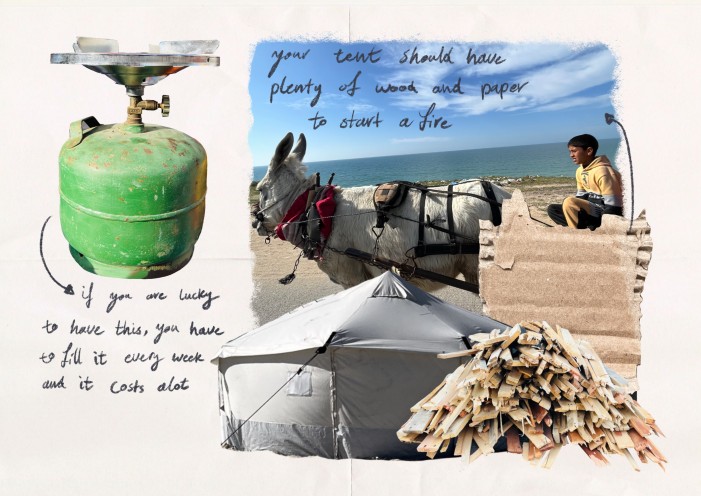 your tent should have
plenty of wood and paper
to start a fire
if you are lucky
to have this, you have
to fill it every week
and it costs alot